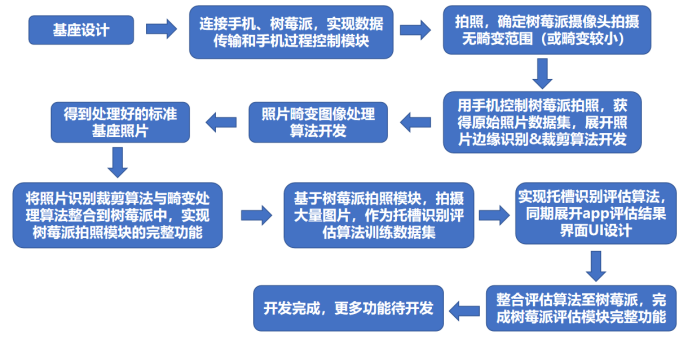 基座设计
连接手机、树莓派，实现数据
传输和手机过程控制模块
拍照，确定树莓派摄像头拍摄
无畸变范围（或畸变较小）
用手机控制树莓派拍照，获
得原始照片数据集，展开照
片边缘识别&裁剪算法开发
照片畸变图像处理
算法开发
得到处理好的标准
基座照片
将照片识别裁剪算法与畸变处
理算法整合到树莓派中，实现
树莓派拍照模块的完整功能
基于树莓派拍照模块，拍摄
大量图片，作为托槽识别评
估算法训练数据集
实现托槽识别评估算法，
同期展开app评估结果
界面UI设计
整合评估算法至树莓派，完
成树莓派评估模块完整功能
开发完成，更多功能待开发